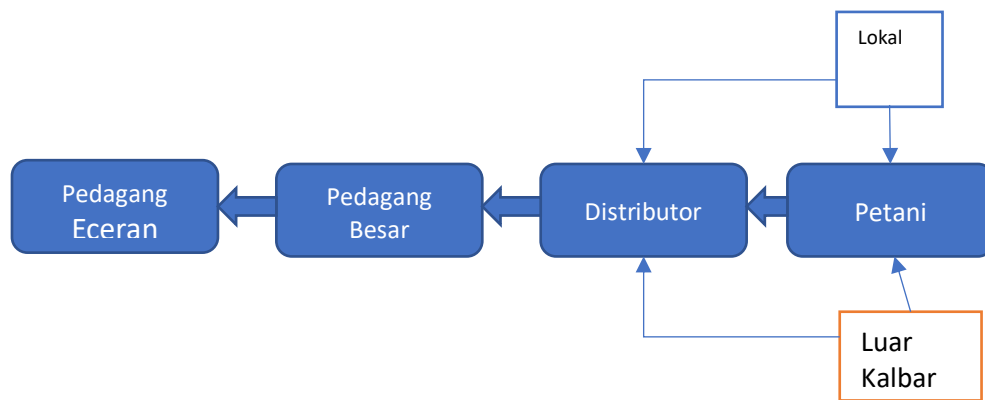 Lokal
Pedagang
Eceran
Pedagang
Besar
Distributor
Petani
Luar
Kalbar